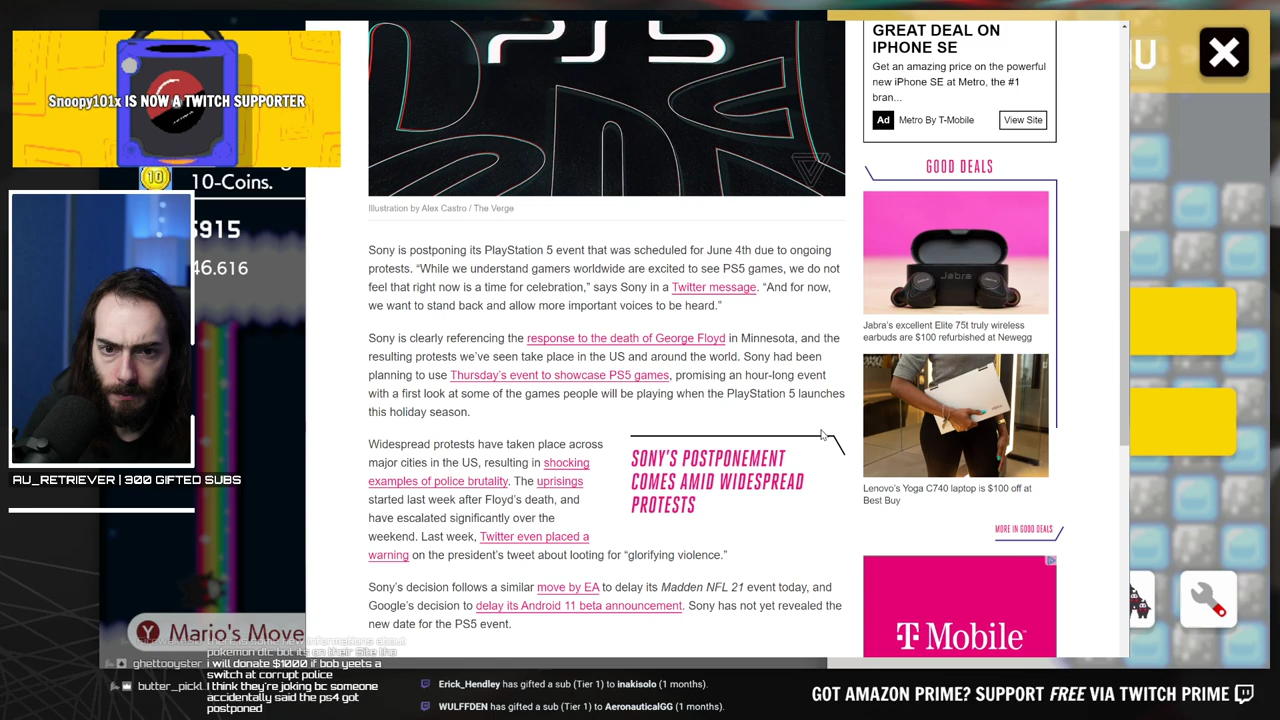 Snoopy101x IS NOW A TWITCH SUPPORTER
10
10-Coins.
5915
46.616
AU_RETRIEVER | 300 GIFTED SUBS
PS5
Illustration by Alex Castro / The Verge
Sony is postponing its PlayStation 5 event that was scheduled for June 4th due to ongoing
protests. “While we understand gamers worldwide are excited to see PS5 games, we do not
feel that right now is a time for celebration,” says Sony in a Twitter message. “And for now,
we want to stand back and allow more important voices to be heard.”
Sony is clearly referencing the response to the death of George Floyd in Minnesota, and the
resulting protests we’ve seen take place in the US and around the world. Sony had been
planning to use Thursday’s event to showcase PS5 games, promising an hour-long event
with a first look at some of the games people will be playing when the PlayStation 5 launches
this holiday season.
Widespread protests have taken place across
major cities in the US, resulting in shocking
examples of police brutality. The uprisings
started last week after Floyd’s death, and
have escalated significantly over the
weekend. Last week, Twitter even placed a
warning on the president’s tweet about looting for “glorifying violence.”
SONY’S POSTPONEMENT
COMES AMID WIDESPREAD
PROTESTS
Sony’s decision follows a similar move by EA to delay its Madden NFL 21 event today, and
Google’s decision to delay its Android 11 beta announcement. Sony has not yet revealed the
new date for the PS5 event.
GREAT DEAL ON
IPHONE SE
Get an amazing price on the powerful
new iPhone SE at Metro, the #1
bran...
Ad Metro By T-Mobile View Site
GOOD DEALS
Jabra
Jabra’s excellent Elite 75t truly wireless
earbuds are $100 refurbished at Newegg
Lenovo’s Yoga C740 laptop is $100 off at
Best Buy
MORE IN GOOD DEALS
T Mobile
NU
Y Mario's Move
informations about
pokemon dlc but its on their Site tho
ghettooyster i will donate $1000 if bob yeets a
switch at corrupt police
butter_pickl I think they're joking bc someone
accidentally said the ps4 got
postponed
Erick_Hendley has gifted a sub (Tier 1) to inakisolo (1 months).
WULFFDEN has gifted a sub (Tier 1) to AeronauticalGG (1 months).
GOT AMAZON PRIME? SUPPORT FREE VIA TWITCH PRIME